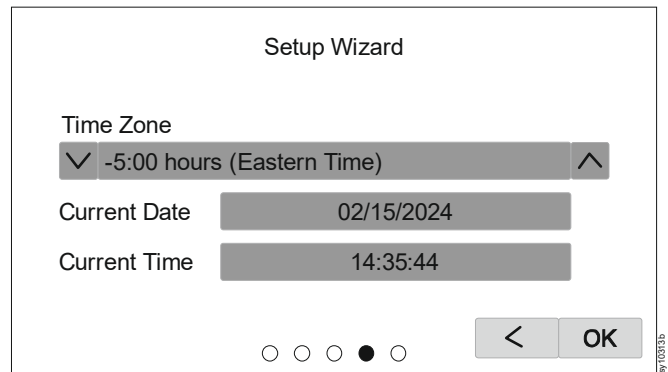 Setup Wizard
Time Zone
-5:00 hours (Eastern Time)
Current Date 02/15/2024
Current Time 14:35:44
< OK
sy10313b